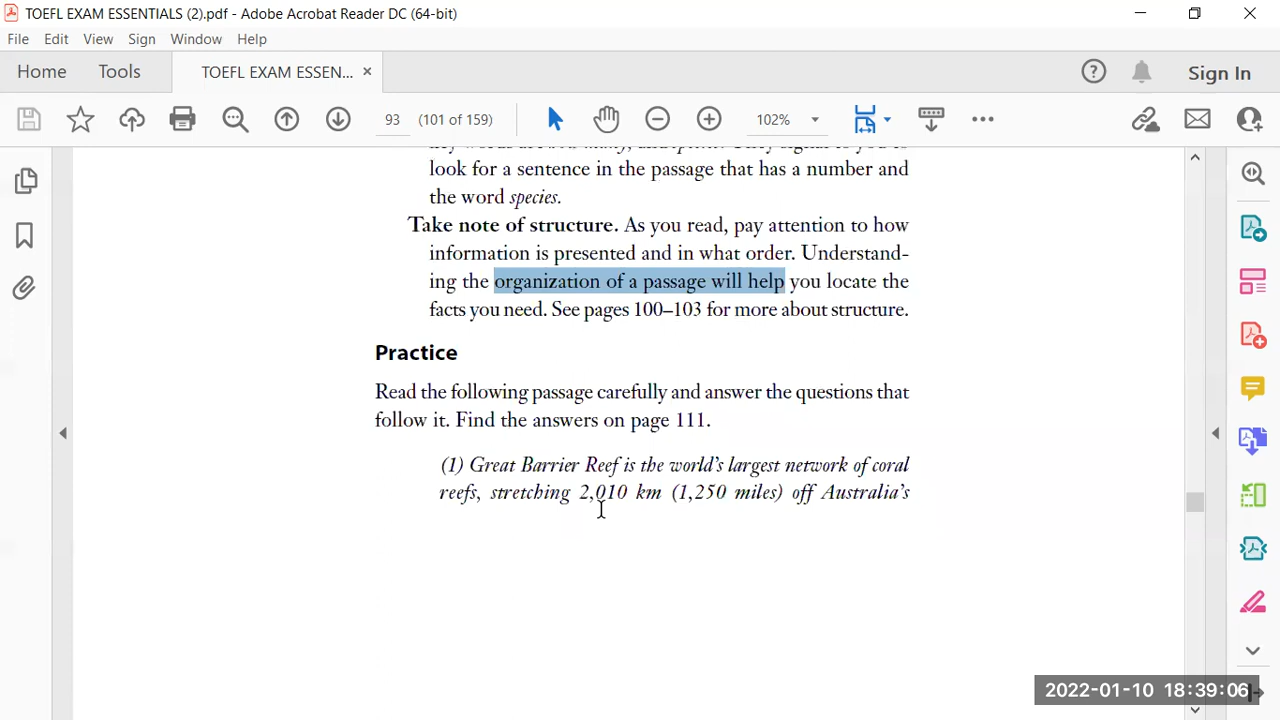 TOEFL EXAM ESSENTIALS (2).pdf - Adobe Acrobat Reader DC (64-bit)
File Edit View Sign Window Help
Home Tools TOEFL EXAM ESSEN... × Sign In
93 (101 of 159) 102%
look for a sentence in the passage that has a number and
the word species.
Take note of structure. As you read, pay attention to how
information is presented and in what order. Understand-
ing the organization of a passage will help you locate the
facts you need. See pages 100–103 for more about structure.
Practice
Read the following passage carefully and answer the questions that
follow it. Find the answers on page 111.
(1) Great Barrier Reef is the world's largest network of coral
reefs, stretching 2,010 km (1,250 miles) off Australia's
2022-01-10 18:39:06